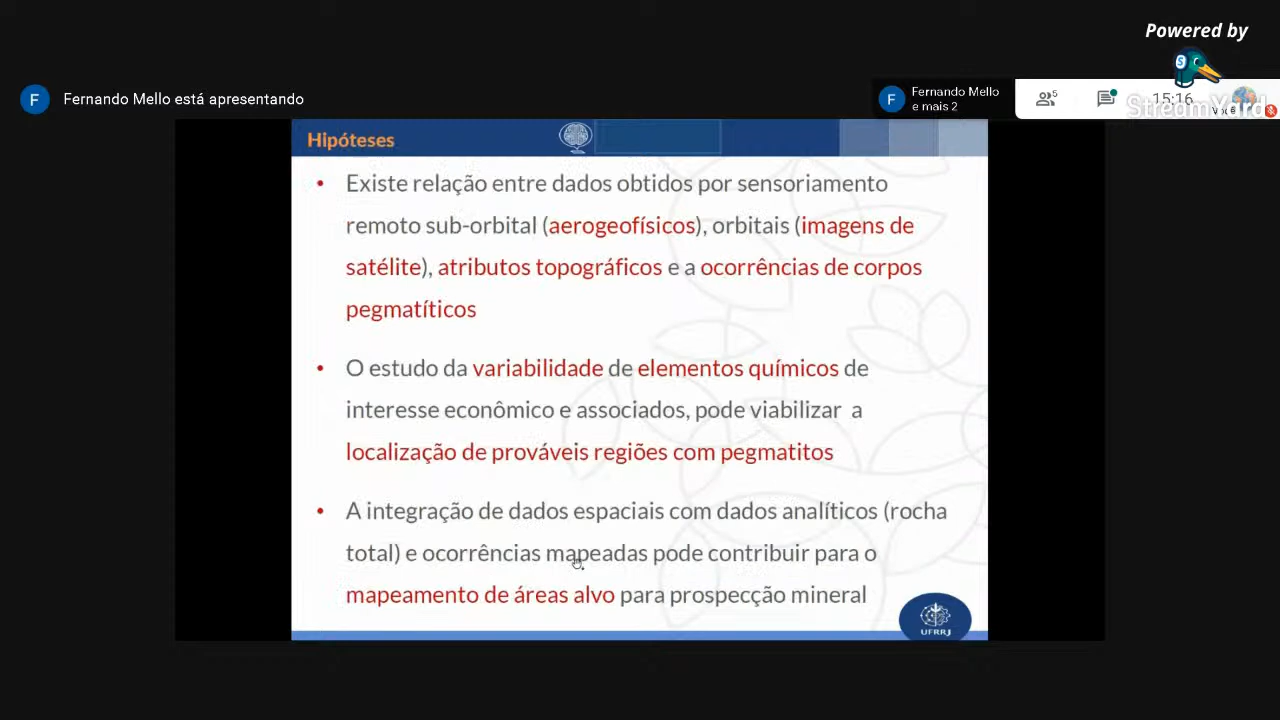 Powered by
Fernando Mello está apresentando
Fernando Mello
e mais 2
5
15:16
Você
StreamYard
Hipóteses
• Existe relação entre dados obtidos por sensoriamento
remoto sub-orbital (aerogeofísicos), orbitais (imagens de
satélite), atributos topográficos e a ocorrências de corpos
pegmatíticos
• O estudo da variabilidade de elementos químicos de
interesse econômico e associados, pode viabilizar a
localização de prováveis regiões com pegmatitos
• A integração de dados espaciais com dados analíticos (rocha
total) e ocorrências mapeadas pode contribuir para o
mapeamento de áreas alvo para prospecção mineral
UFRRJ